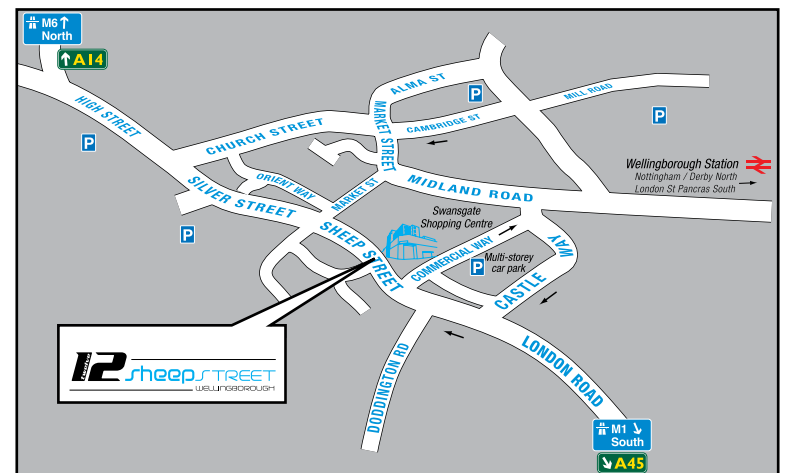 M6
North
A14
HIGH STREET
P
CHURCH STREET
ALMA ST
MARKET STREET
CAMBRIDGE ST
P
MILL ROAD
P
ORIENT WAY
MARKET ST
MIDLAND ROAD
Wellingborough Station
Nottingham / Derby North
London St Pancras South
SILVER STREET
P
SHEEP STREET
Swansgate
Shopping Centre
COMMERCIAL WAY
P
Multi-storey
car park
CASTLE WAY
DODDINGTON RD
LONDON ROAD
twelve
12 sheepSTREET
WELLINGBOROUGH
M1
South
A45